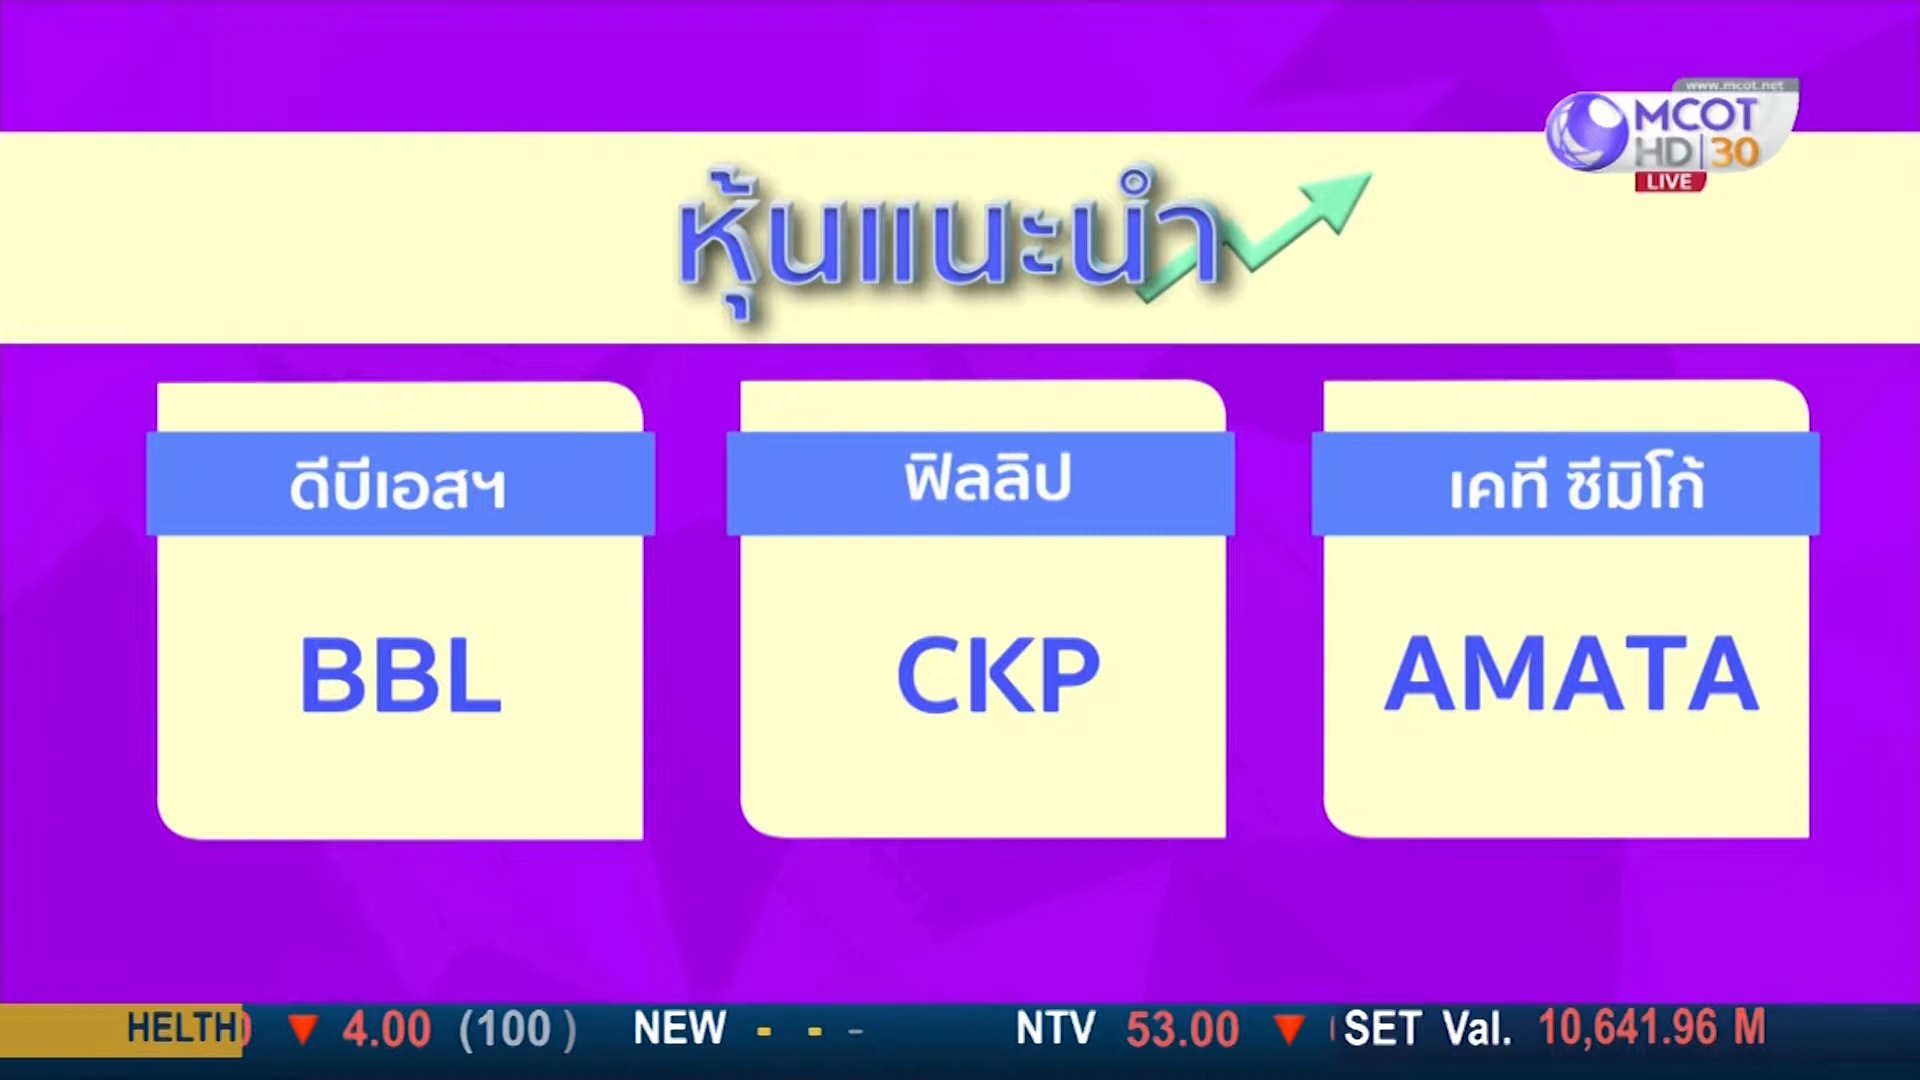 www.mcot.net
MCOT
HD 30
LIVE
หุ้นแนะนำ
ดีบีเอสฯ
BBL
ฟิลลิป
CKP
เคที ซีมิโก้
AMATA
HELTH ▼ 4.00 (100 ) NEW - - - NTV 53.00 ▼ SET Val. 10,641.96 M